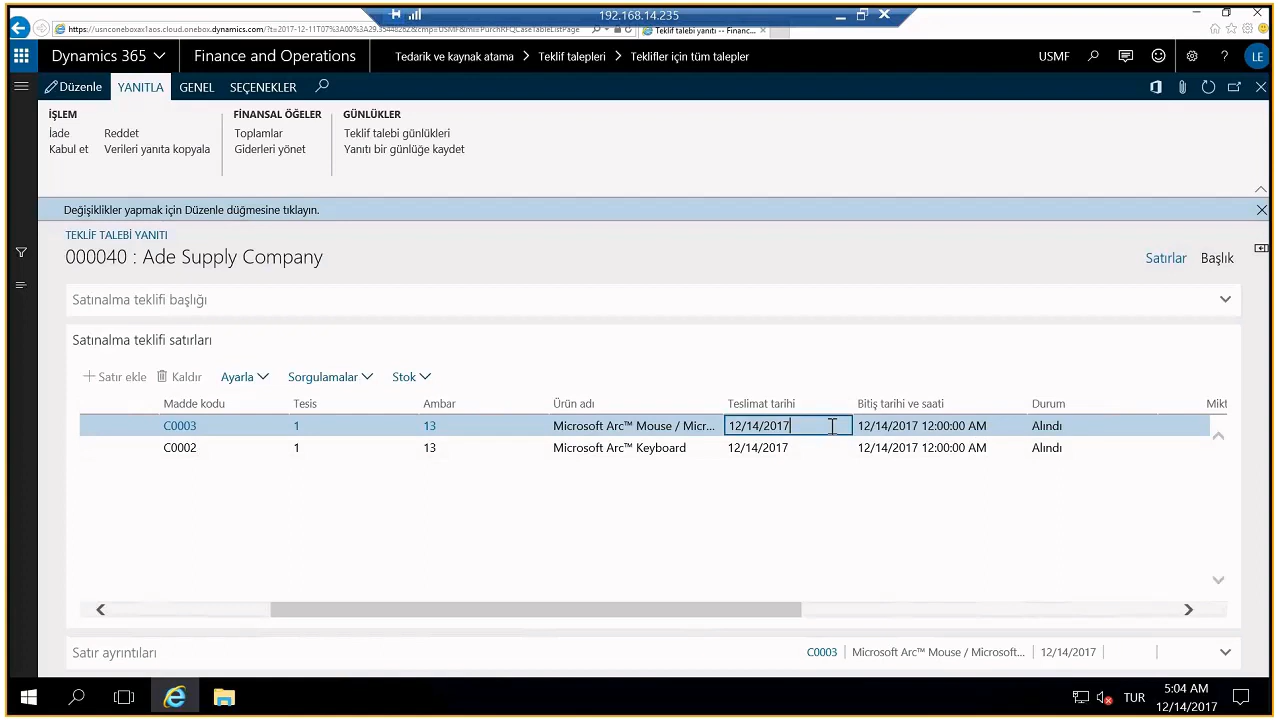 192.168.14.235
Teklif talebi yanıtı -- Financ...
Dynamics 365
Finance and Operations
Tedarik ve kaynak atama > Teklif talepleri > Teklifler için tüm talepler
USMF
?
LE
Düzenle
YANITLA
GENEL
SEÇENEKLER
İŞLEM
İade
Reddet
Kabul et
Verileri yanıta kopyala
FİNANSAL ÖĞELER
Toplamlar
Giderleri yönet
GÜNLÜKLER
Teklif talebi günlükleri
Yanıtı bir günlüğe kaydet
Değişiklikler yapmak için Düzenle düğmesine tıklayın.
TEKLİF TALEBİ YANITI
000040 : Ade Supply Company
Satırlar
Başlık
Satınalma teklifi başlığı
Satınalma teklifi satırları
Satır ekle
Kaldır
Ayarla
Sorgulamalar
Stok
Madde kodu Tesis Ambar Ürün adı Teslimat tarihi Bitiş tarihi ve saati Durum Mikt
C0003 1 13 Microsoft Arc™ Mouse / Micr... 12/14/2017 12/14/2017 12:00:00 AM Alındı
C0002 1 13 Microsoft Arc™ Keyboard 12/14/2017 12/14/2017 12:00:00 AM Alındı
Satır ayrıntıları
C0003 | Microsoft Arc™ Mouse / Microsoft... | 12/14/2017
TUR
5:04 AM
12/14/2017